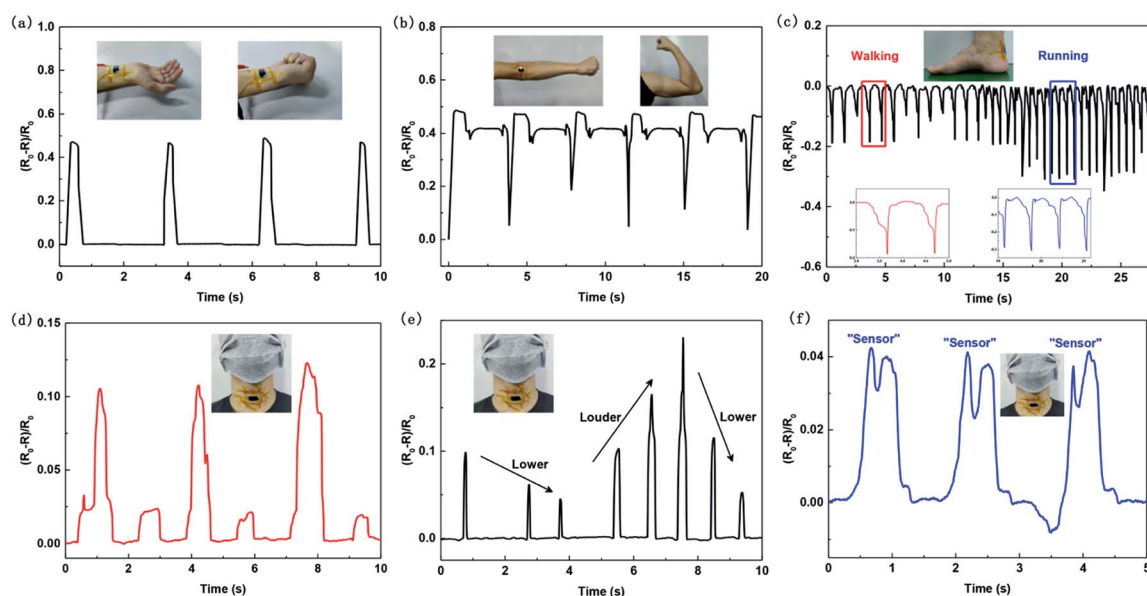 (a)
(R₀-R)/R₀
1.0
0.8
0.6
0.4
0.2
0.0
0 2 4 6 8 10
Time (s)
(b)
(R₀-R)/R₀
0.8
0.6
0.4
0.2
0.0
0 5 10 15 20
Time (s)
(c)
(R₀-R)/R₀
0.2
0.0
-0.2
-0.4
-0.6
Walking
Running
0 5 10 15 20 25
Time (s)
(d)
(R₀-R)/R₀
0.15
0.10
0.05
0.00
0 2 4 6 8 10
Time (s)
(e)
(R₀-R)/R₀
0.2
0.1
0.0
Lower
Louder
Lower
0 2 4 6 8 10
Time (s)
(f)
(R₀-R)/R₀
0.04
0.02
0.00
"Sensor"
"Sensor"
"Sensor"
0 1 2 3 4 5
Time (s)